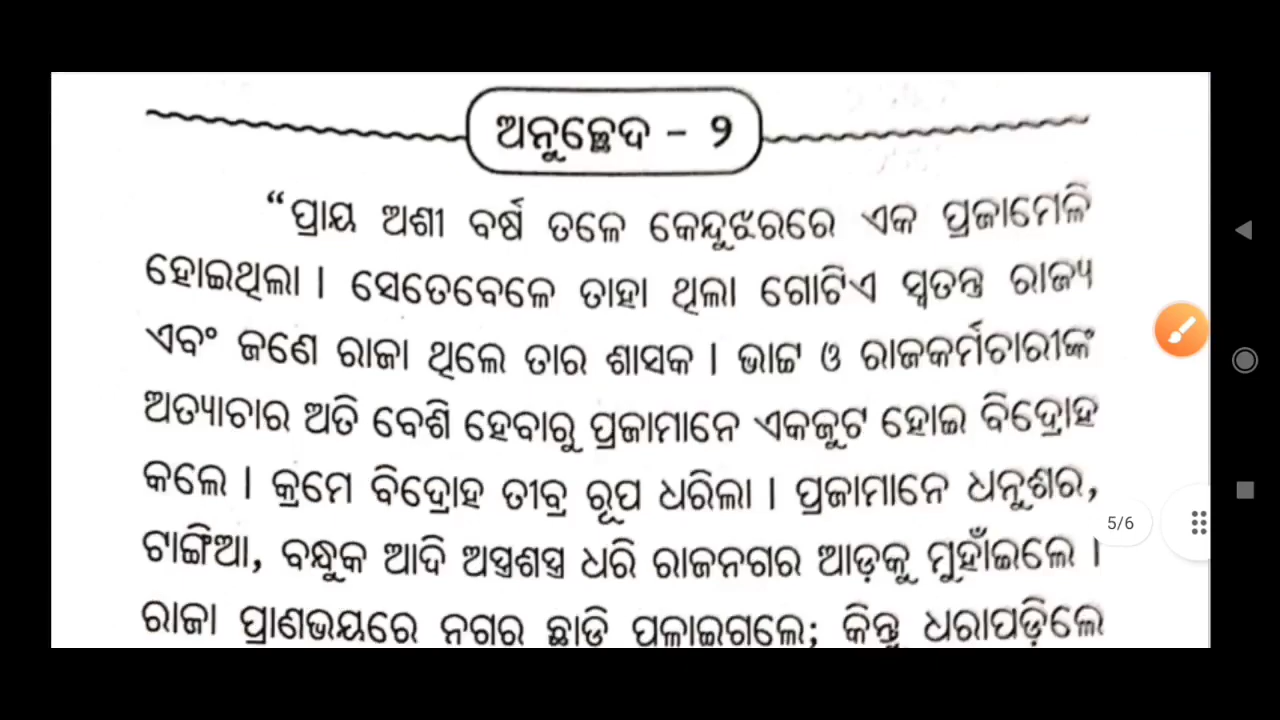 ଅନୁଚ୍ଛେଦ - ୨
“ପ୍ରାୟ ଅଶୀ ବର୍ଷ ତଳେ କେନ୍ଦୁଝରରେ ଏକ ପ୍ରଜାମେଳି
ହୋଇଥିଲା । ସେତେବେଳେ ତାହା ଥିଲା ଗୋଟିଏ ସ୍ୱତନ୍ତ୍ର ରାଜ୍ୟ
ଏବଂ ଜଣେ ରାଜା ଥିଲେ ତାର ଶାସକ । ଭାଟ ଓ ରାଜକର୍ମଚାରୀଙ୍କ
ଅତ୍ୟାଚାର ଅତି ବେଶି ହେବାରୁ ପ୍ରଜାମାନେ ଏକଜୁଟ ହୋଇ ବିଦ୍ରୋହ
କଲେ । କ୍ରମେ ବିଦ୍ରୋହ ତୀବ୍ର ରୂପ ଧରିଲା । ପ୍ରଜାମାନେ ଧନୁଶର,
ଟାଙ୍ଗିଆ, ବନ୍ଧୁକ ଆଦି ଅସ୍ତ୍ରଶସ୍ତ୍ର ଧରି ରାଜନଗର ଆଡ଼କୁ ମୁହାଁଇଲେ ।
ରାଜା ପ୍ରାଣଭୟରେ ନଗର ଛାଡି ପଳାଇଗଲେ; କିନ୍ତୁ ଧରାପଡ଼ିଲେ
5/6